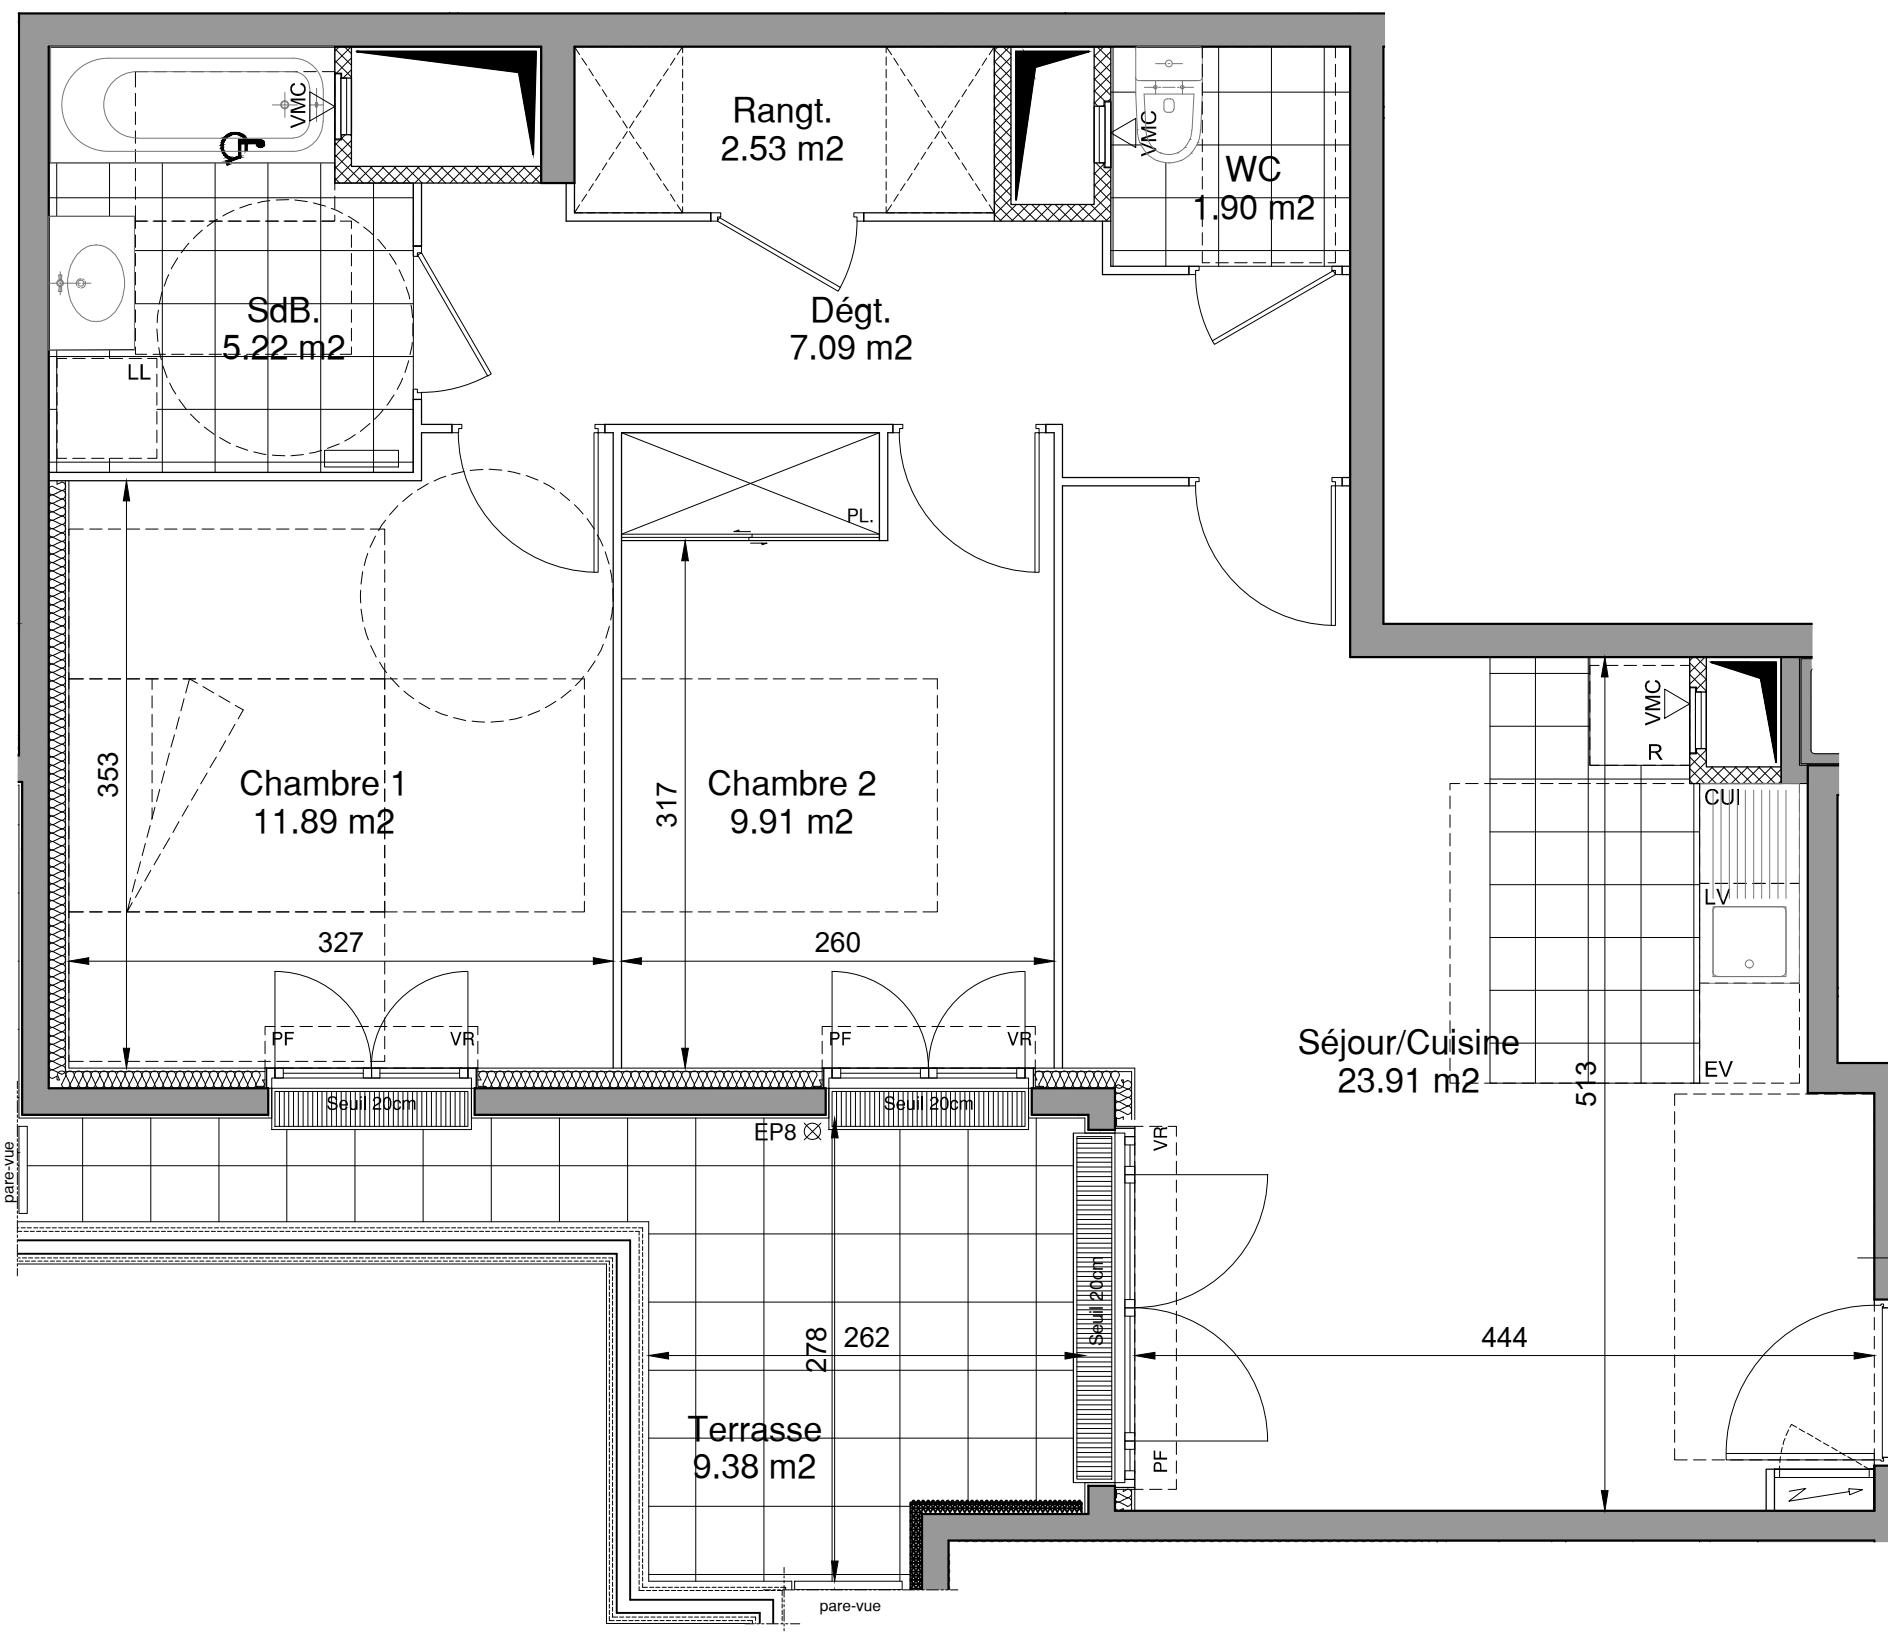 VMC
Rangt.
2.53 m2
VMC
WC
1.90 m2
SdB.
5.22 m2
LL
Dégt.
7.09 m2
PL.
VMC
R
353
Chambre 1
11.89 m2
317
Chambre 2
9.91 m2
CUI
LV
327
260
PF
VR
PF
VR
Séjour/Cuisine
23.91 m2
513
EV
Seuil 20cm
Seuil 20cm
EP8
VR
pare-vue
Seuil 20cm
278
262
444
Terrasse
9.38 m2
PF
pare-vue